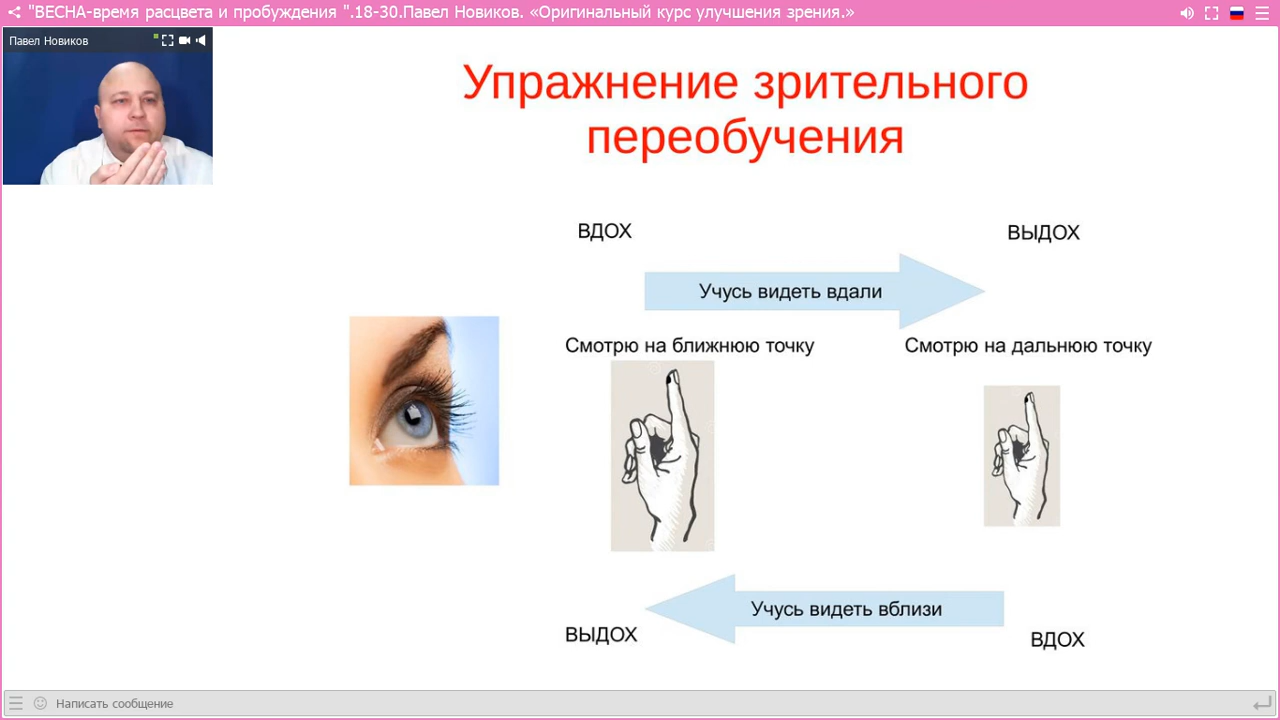 "ВЕСНА-время расцвета и пробуждения ".18-30.Павел Новиков. «Оригинальный курс улучшения зрения.»
Павел Новиков
Упражнение зрительного
переобучения
ВДОХ
ВЫДОХ
Учусь видеть вдали
Смотрю на ближнюю точку
Смотрю на дальнюю точку
Учусь видеть вблизи
ВЫДОХ
ВДОХ
Написать сообщение